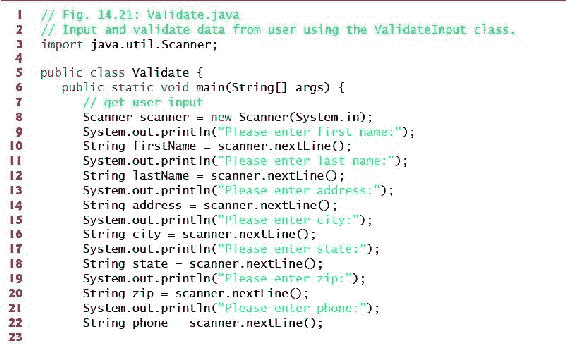 1 // Fig. 14.21: Validate.java
2 // Input and validate data from user using the ValidateInput class.
3 import java.util.Scanner;
4
5 public class Validate {
6 public static void main(String[] args) {
7 // get user input
8 Scanner scanner = new Scanner(System.in);
9 System.out.println("Please enter first name:");
10 String firstName = scanner.nextLine();
11 System.out.println("Please enter last name:");
12 String lastName = scanner.nextLine();
13 System.out.println("Please enter address:");
14 String address = scanner.nextLine();
15 System.out.println("Please enter city:");
16 String city = scanner.nextLine();
17 System.out.println("Please enter state:");
18 String state = scanner.nextLine();
19 System.out.println("Please enter zip:");
20 String zip = scanner.nextLine();
21 System.out.println("Please enter phone:");
22 String phone = scanner.nextLine();
23